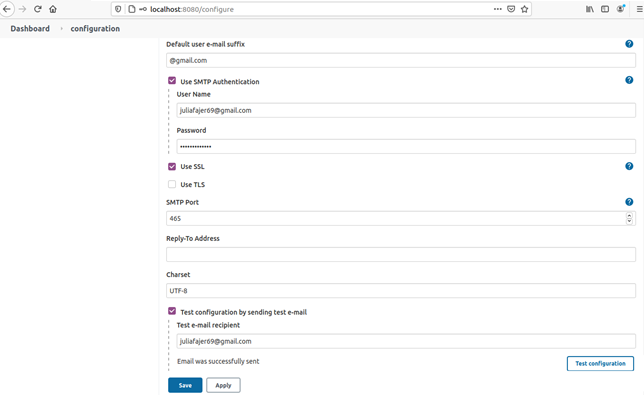 localhost:8080/configure
Dashboard › configuration
Default user e-mail suffix
@gmail.com
Use SMTP Authentication
User Name
juliafajer69@gmail.com
Password
•••••••••••••
Use SSL
Use TLS
SMTP Port
465
Reply-To Address
Charset
UTF-8
Test configuration by sending test e-mail
Test e-mail recipient
juliafajer69@gmail.com
Email was successfully sent
Test configuration
Save Apply